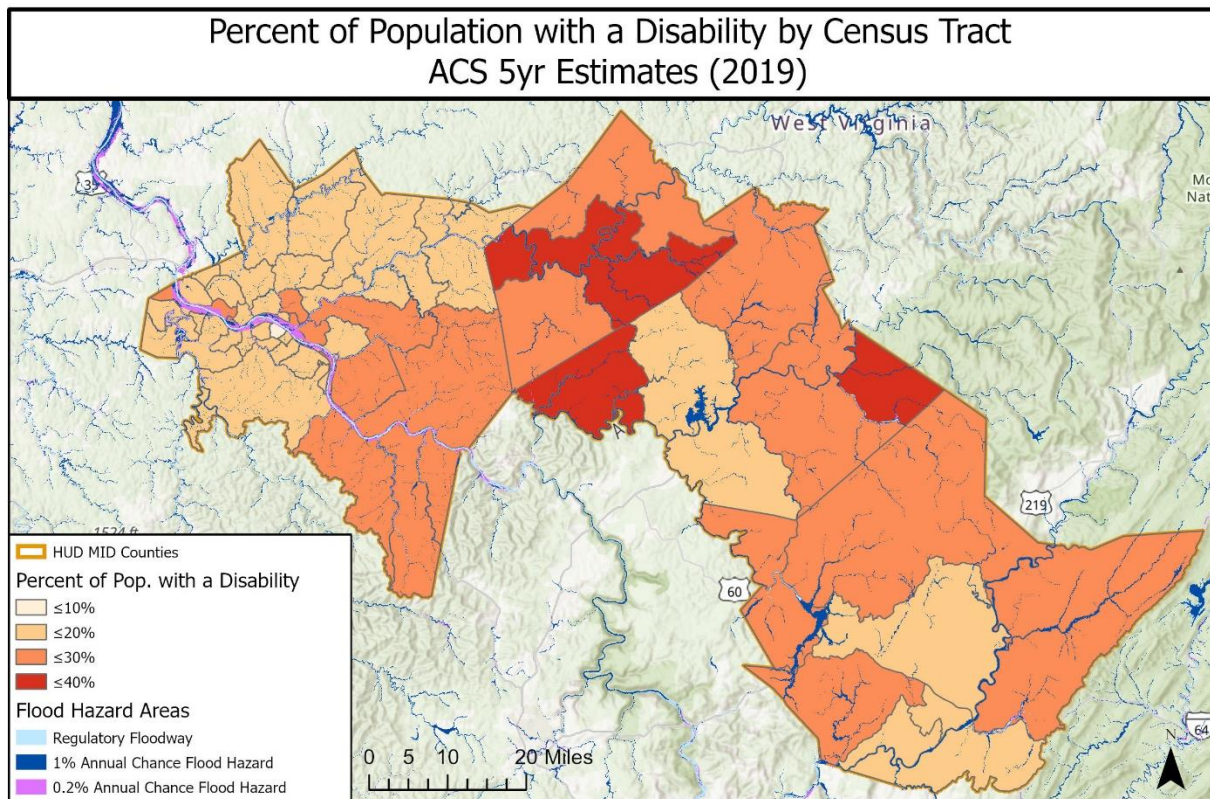 Percent of Population with a Disability by Census Tract
ACS 5yr Estimates (2019)
West Virginia
35
Mo
Nat
219
1524 ft
60
64
HUD MID Counties
Percent of Pop. with a Disability
≤10%
≤20%
≤30%
≤40%
Flood Hazard Areas
Regulatory Floodway
1% Annual Chance Flood Hazard
0.2% Annual Chance Flood Hazard
0 5 10 20 Miles
N